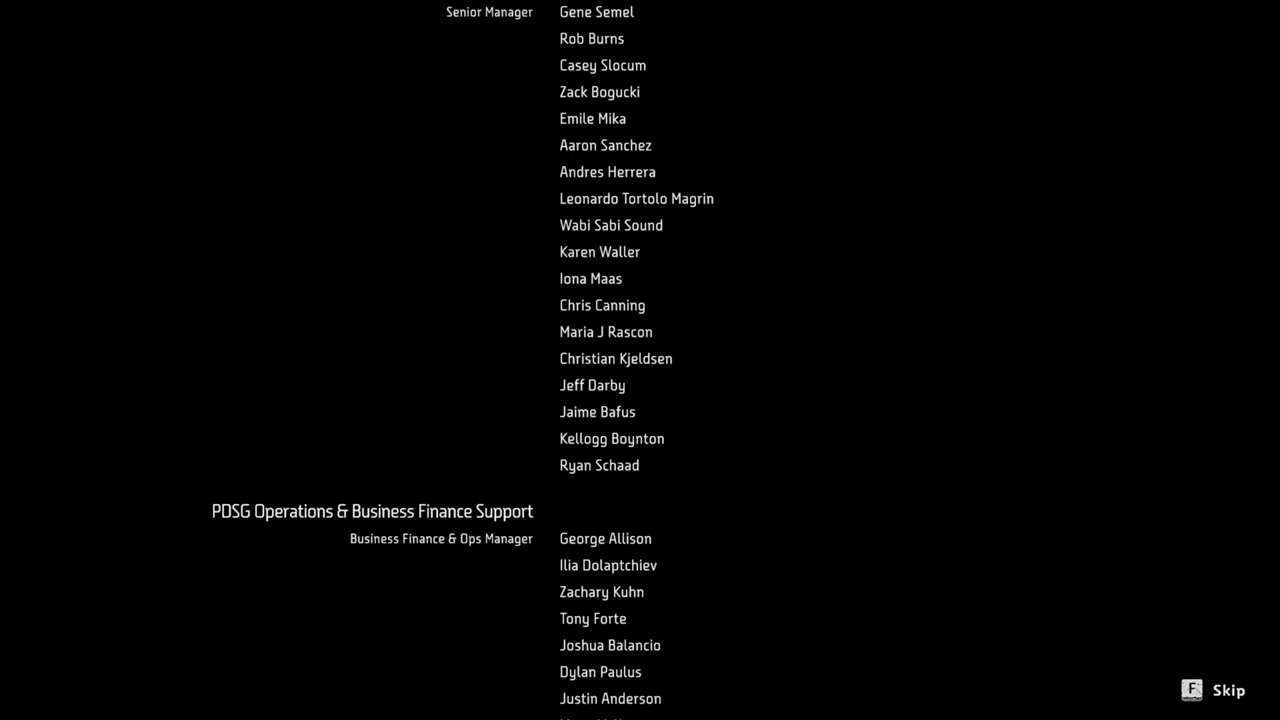 Senior Manager Gene Semel
Rob Burns
Casey Slocum
Zack Bogucki
Emile Mika
Aaron Sanchez
Andres Herrera
Leonardo Tortolo Magrin
Wabi Sabi Sound
Karen Waller
Iona Maas
Chris Canning
Maria J Rascon
Christian Kjeldsen
Jeff Darby
Jaime Bafus
Kellogg Boynton
Ryan Schaad
PDSG Operations & Business Finance Support
Business Finance & Ops Manager George Allison
Ilia Dolaptchiev
Zachary Kuhn
Tony Forte
Joshua Balancio
Dylan Paulus
Justin Anderson
F Skip